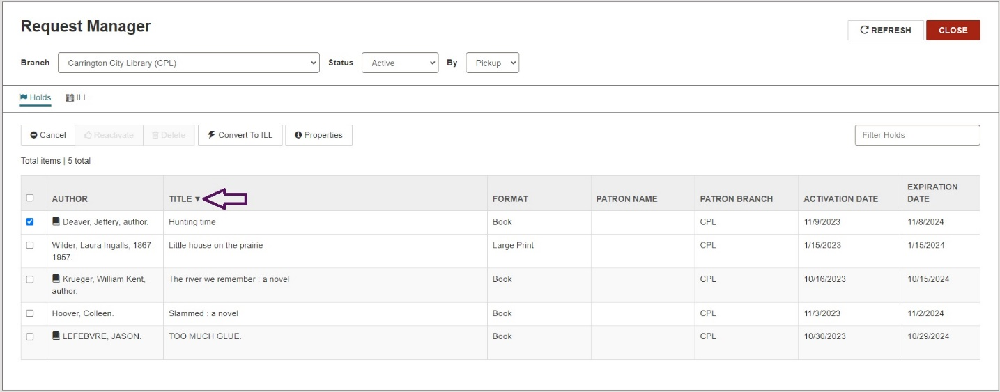 Request Manager
REFRESH CLOSE
Branch Carrington City Library (CPL) Status Active By Pickup
Holds ILL
Cancel Reactivate Delete Convert To ILL Properties Filter Holds
Total items | 5 total
AUTHOR TITLE ▼ FORMAT PATRON NAME PATRON BRANCH ACTIVATION DATE EXPIRATION
DATE
Deaver, Jeffery, author. Hunting time Book CPL 11/9/2023 11/8/2024
Wilder, Laura Ingalls, 1867- Little house on the prairie Large Print CPL 1/15/2023 1/15/2024
1957.
Krueger, William Kent, The river we remember : a novel Book CPL 10/16/2023 10/15/2024
author.
Hoover, Colleen. Slammed : a novel Book CPL 11/3/2023 11/2/2024
LEFEBVRE, JASON. TOO MUCH GLUE. Book CPL 10/30/2023 10/29/2024